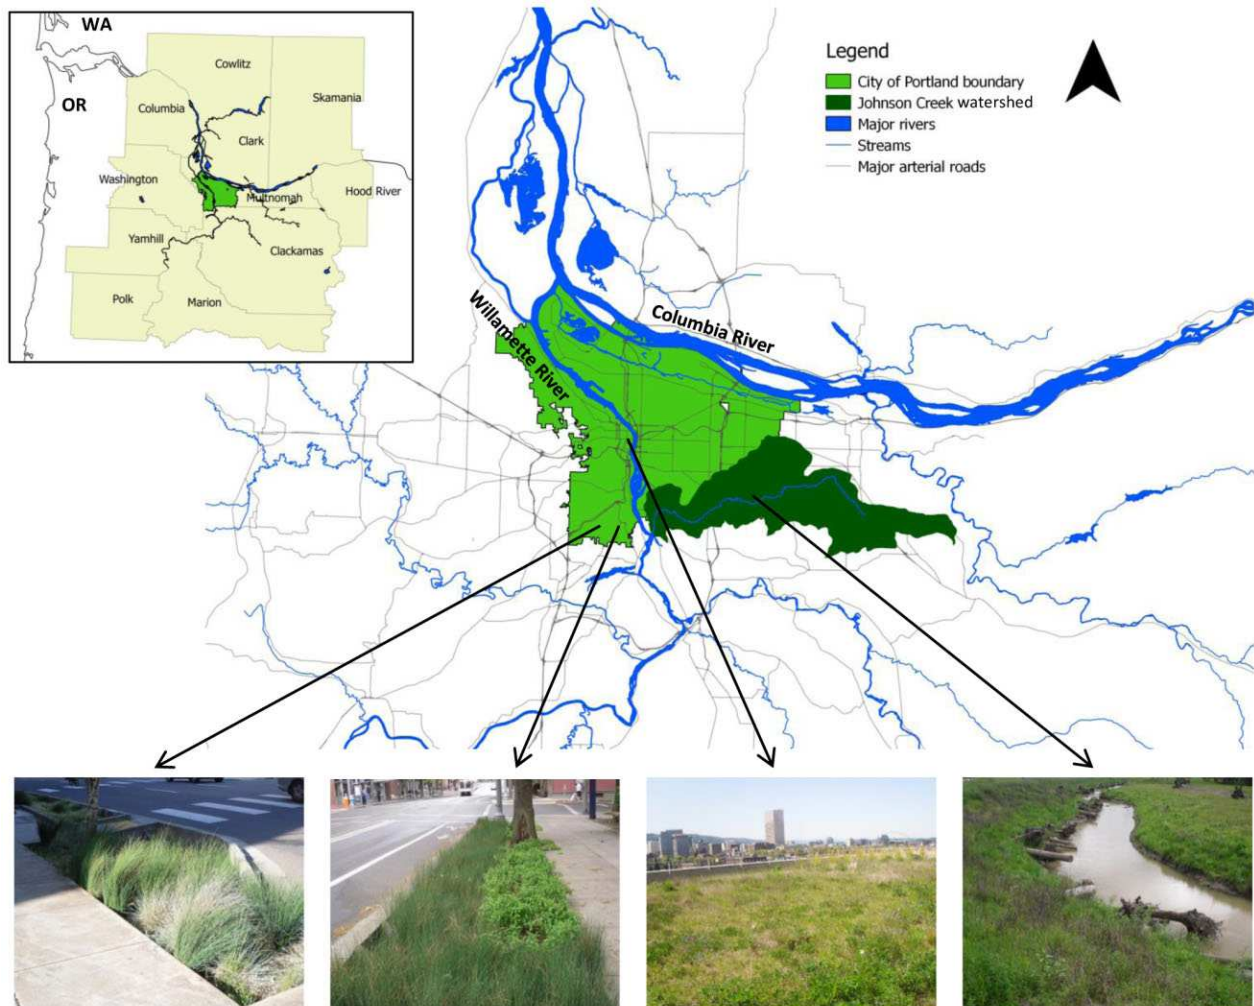 WA
OR
Cowlitz
Skamania
Columbia
Clark
Washington
Multnomah
Hood River
Yamhill
Clackamas
Polk
Marion
Legend
City of Portland boundary
Johnson Creek watershed
Major rivers
Streams
Major arterial roads
Columbia River
Willamette River